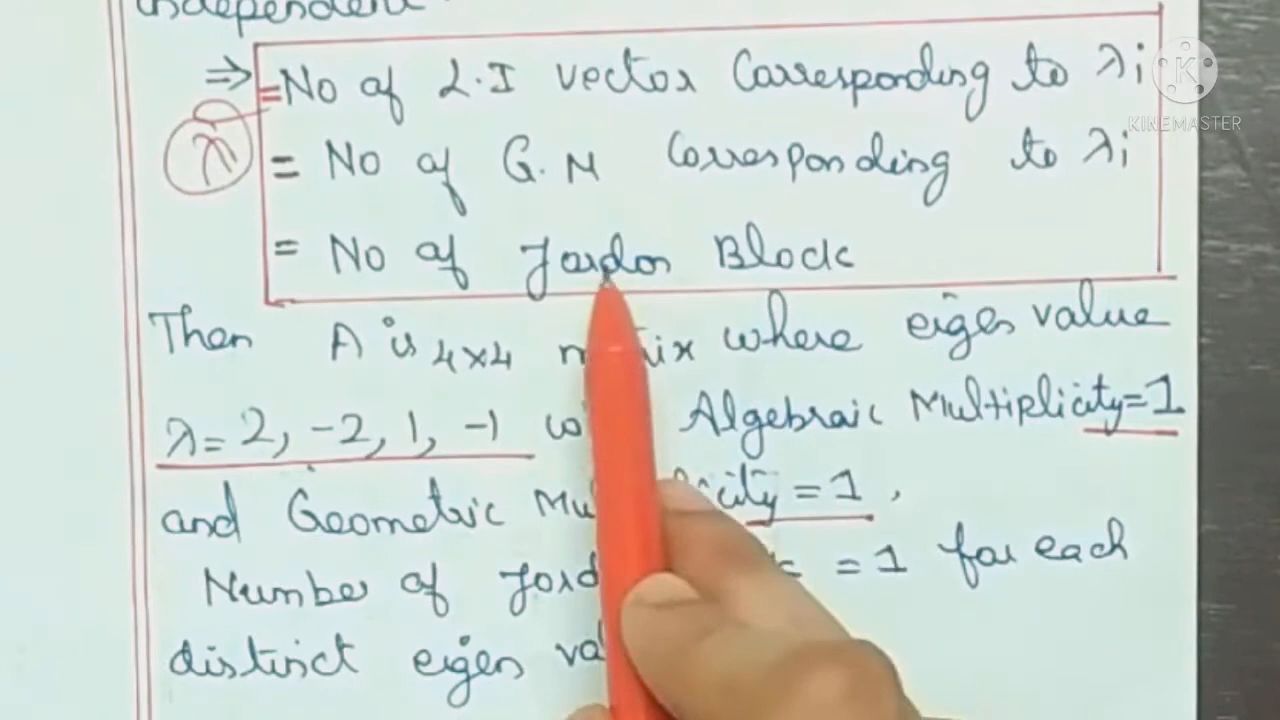 independent
⇒ = No of L.I vector Corresponding to λi
λ = No of G.M Corresponding to λi
= No of Jordon Block
Then A is 4x4 where eigen value
λ = 2, -2, 1, -1 Algebraic Multiplicity = 1
and Geometric = 1,
Number of = 1 for each
distinct eigen
K
KINEMASTER